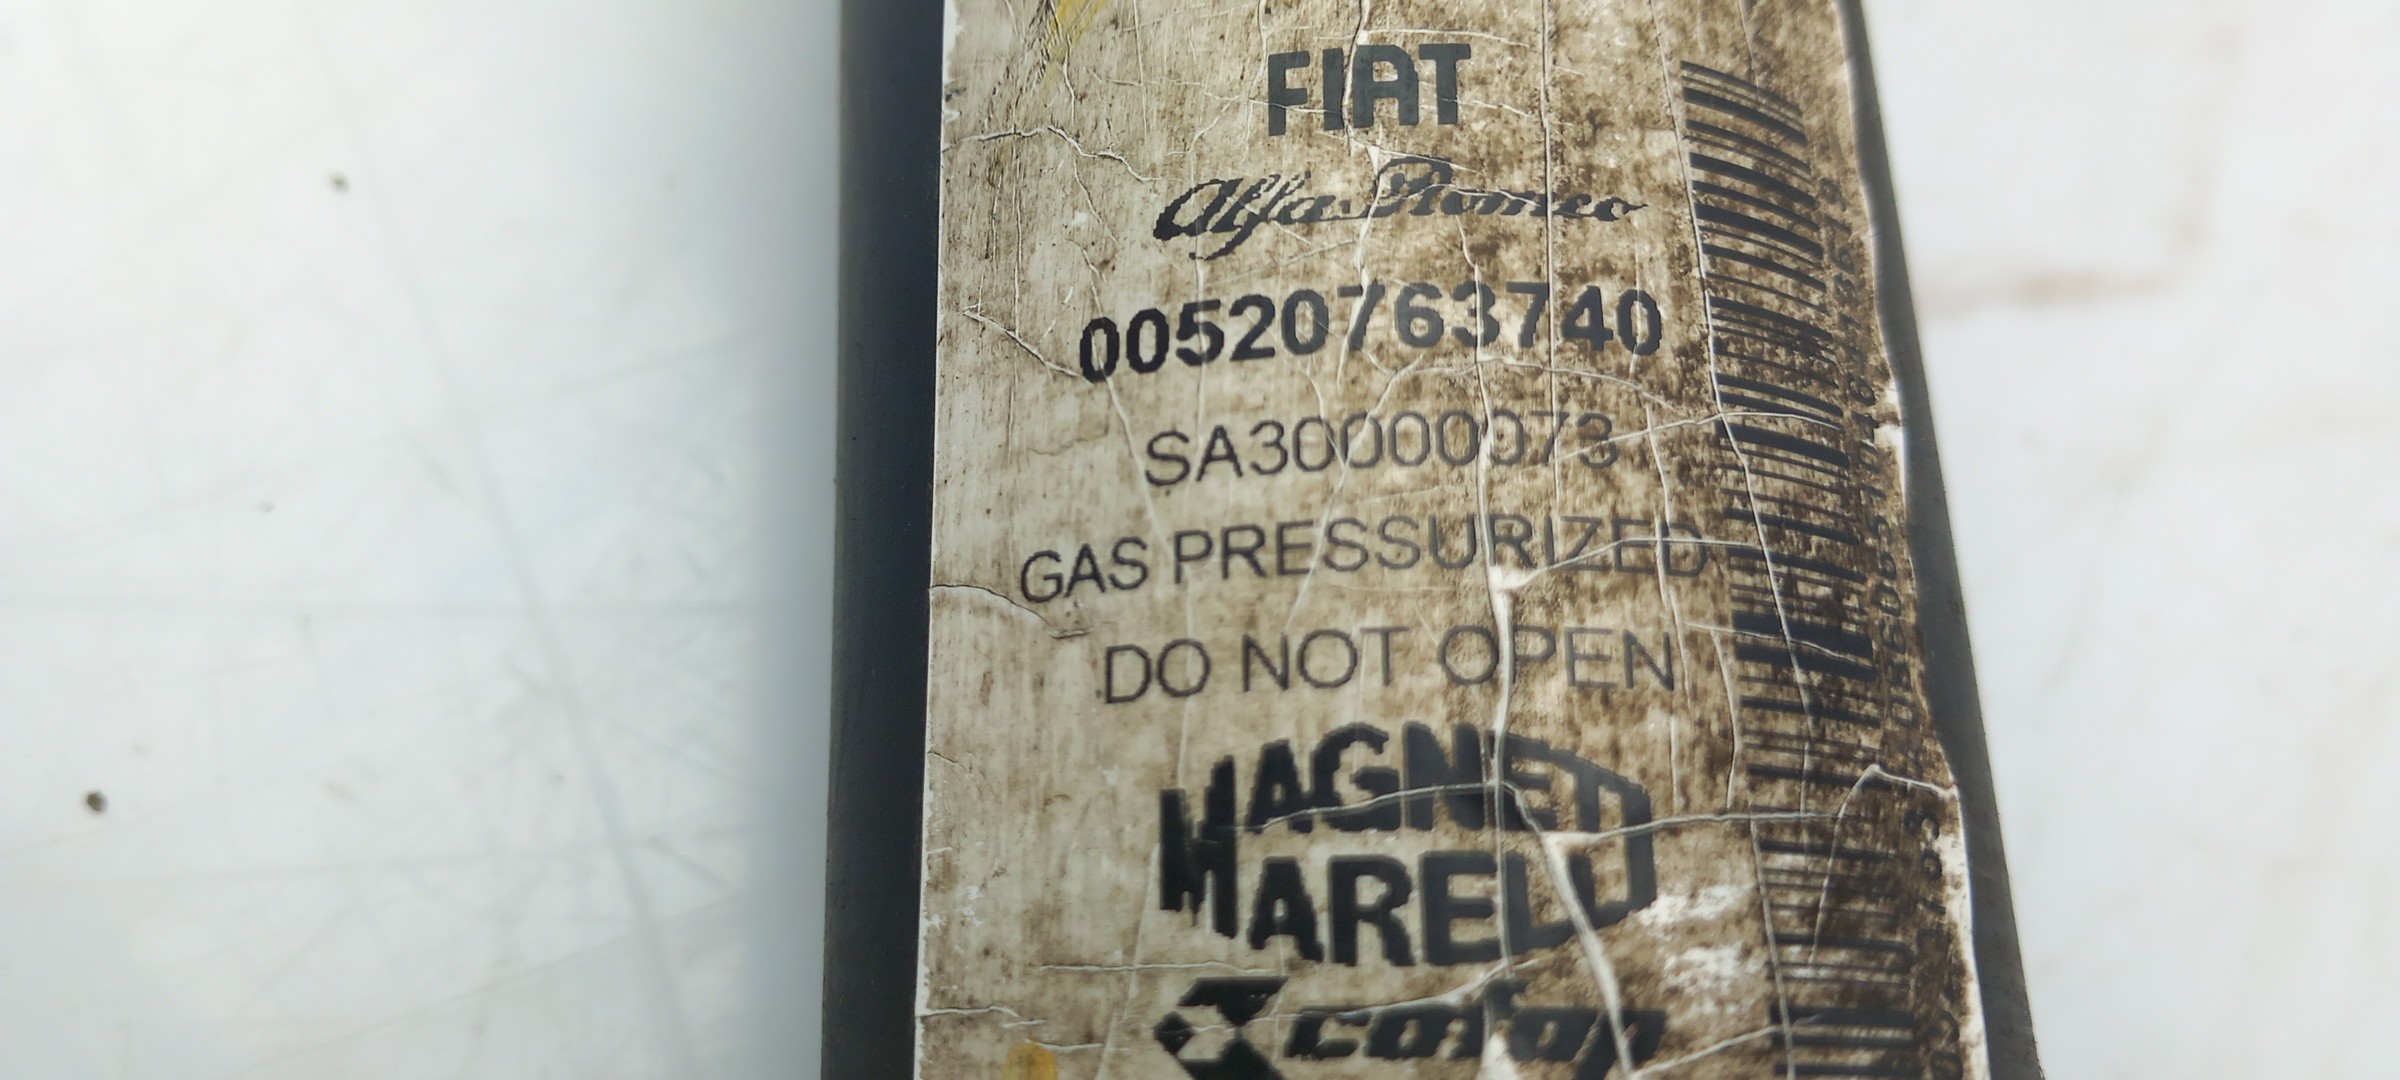 FIAT
Alfa Romeo
00520763740
SA30000073
GAS PRESSURIZED
DO NOT OPEN
MAGNETI
MARELLI
cofap